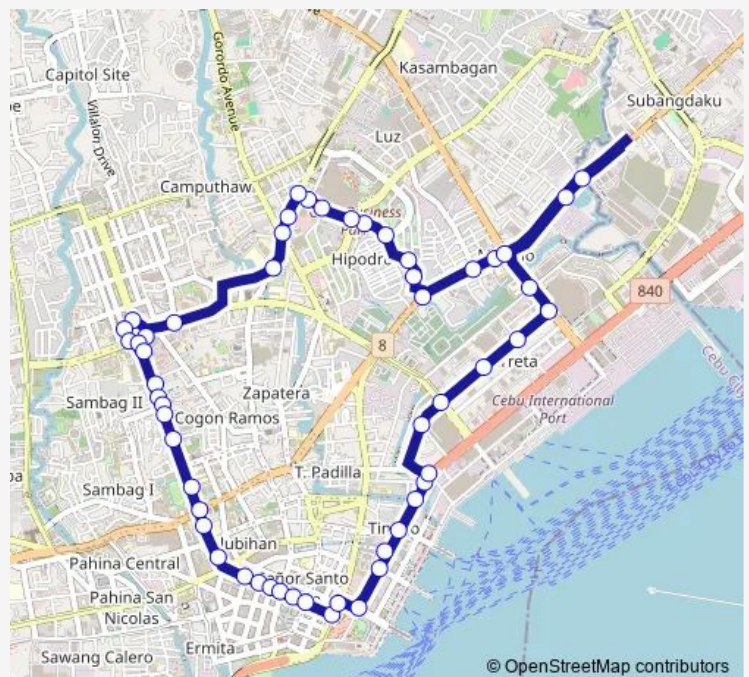 Kasambagan
Capitol Site
Gorordo Avenue
Villalon Drive
Subangdaku
Luz
Camputhaw
Business
Hipodro
840
8
Cebu International
Port
Zapatera
Sambag II
Cogon Ramos
T. Padilla
Sambag I
Pahina Central
Pahina San
Nicolas
Ermita
Sawang Calero
© OpenStreetMap contributors